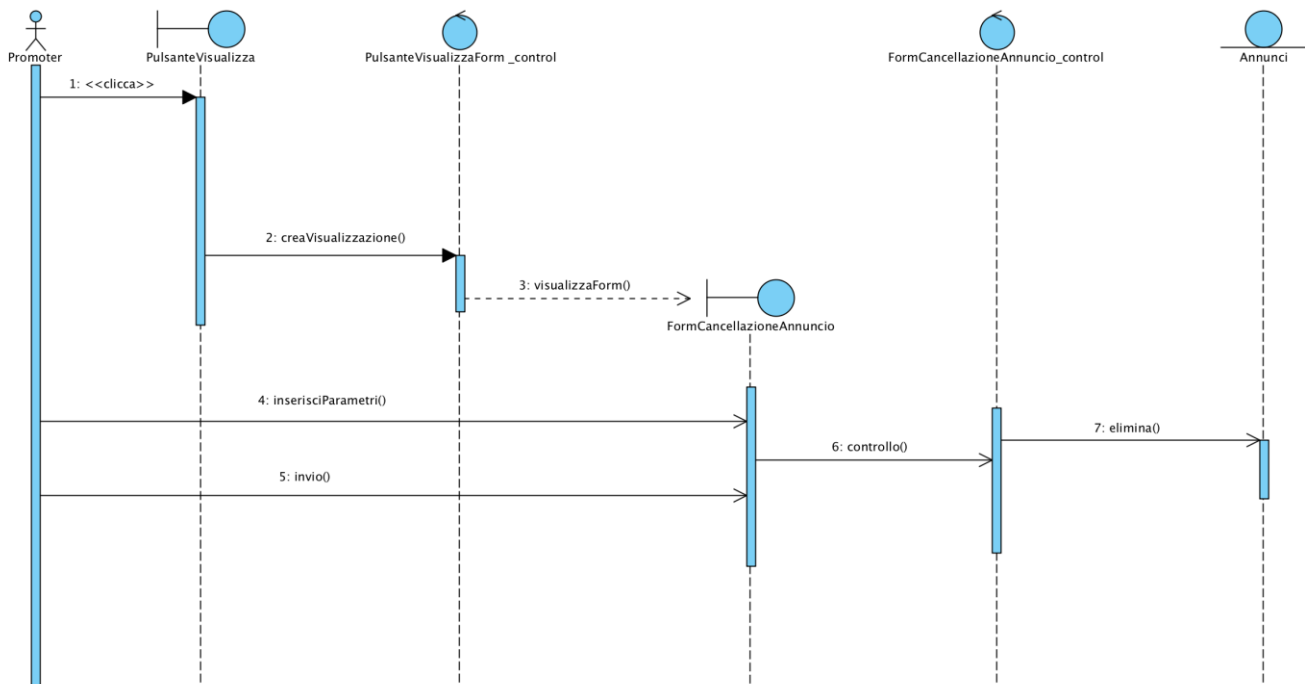 Promoter
PulsanteVisualizza
PulsanteVisualizzaForm _control
FormCancellazioneAnnuncio_control
Annunci
1: <<clicca>>
2: creaVisualizzazione()
3: visualizzaForm()
FormCancellazioneAnnuncio
4: inserisciParametri()
7: elimina()
6: controllo()
5: invio()